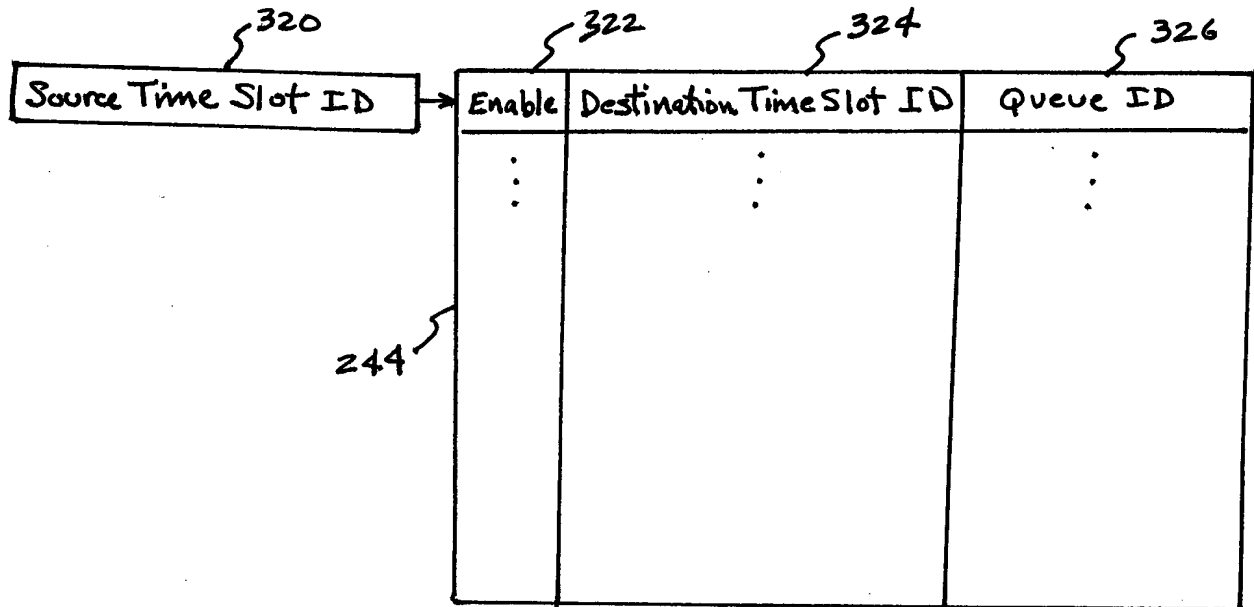 320
322
324
326
Source Time Slot ID
Enable
Destination Time Slot ID
Queue ID
244